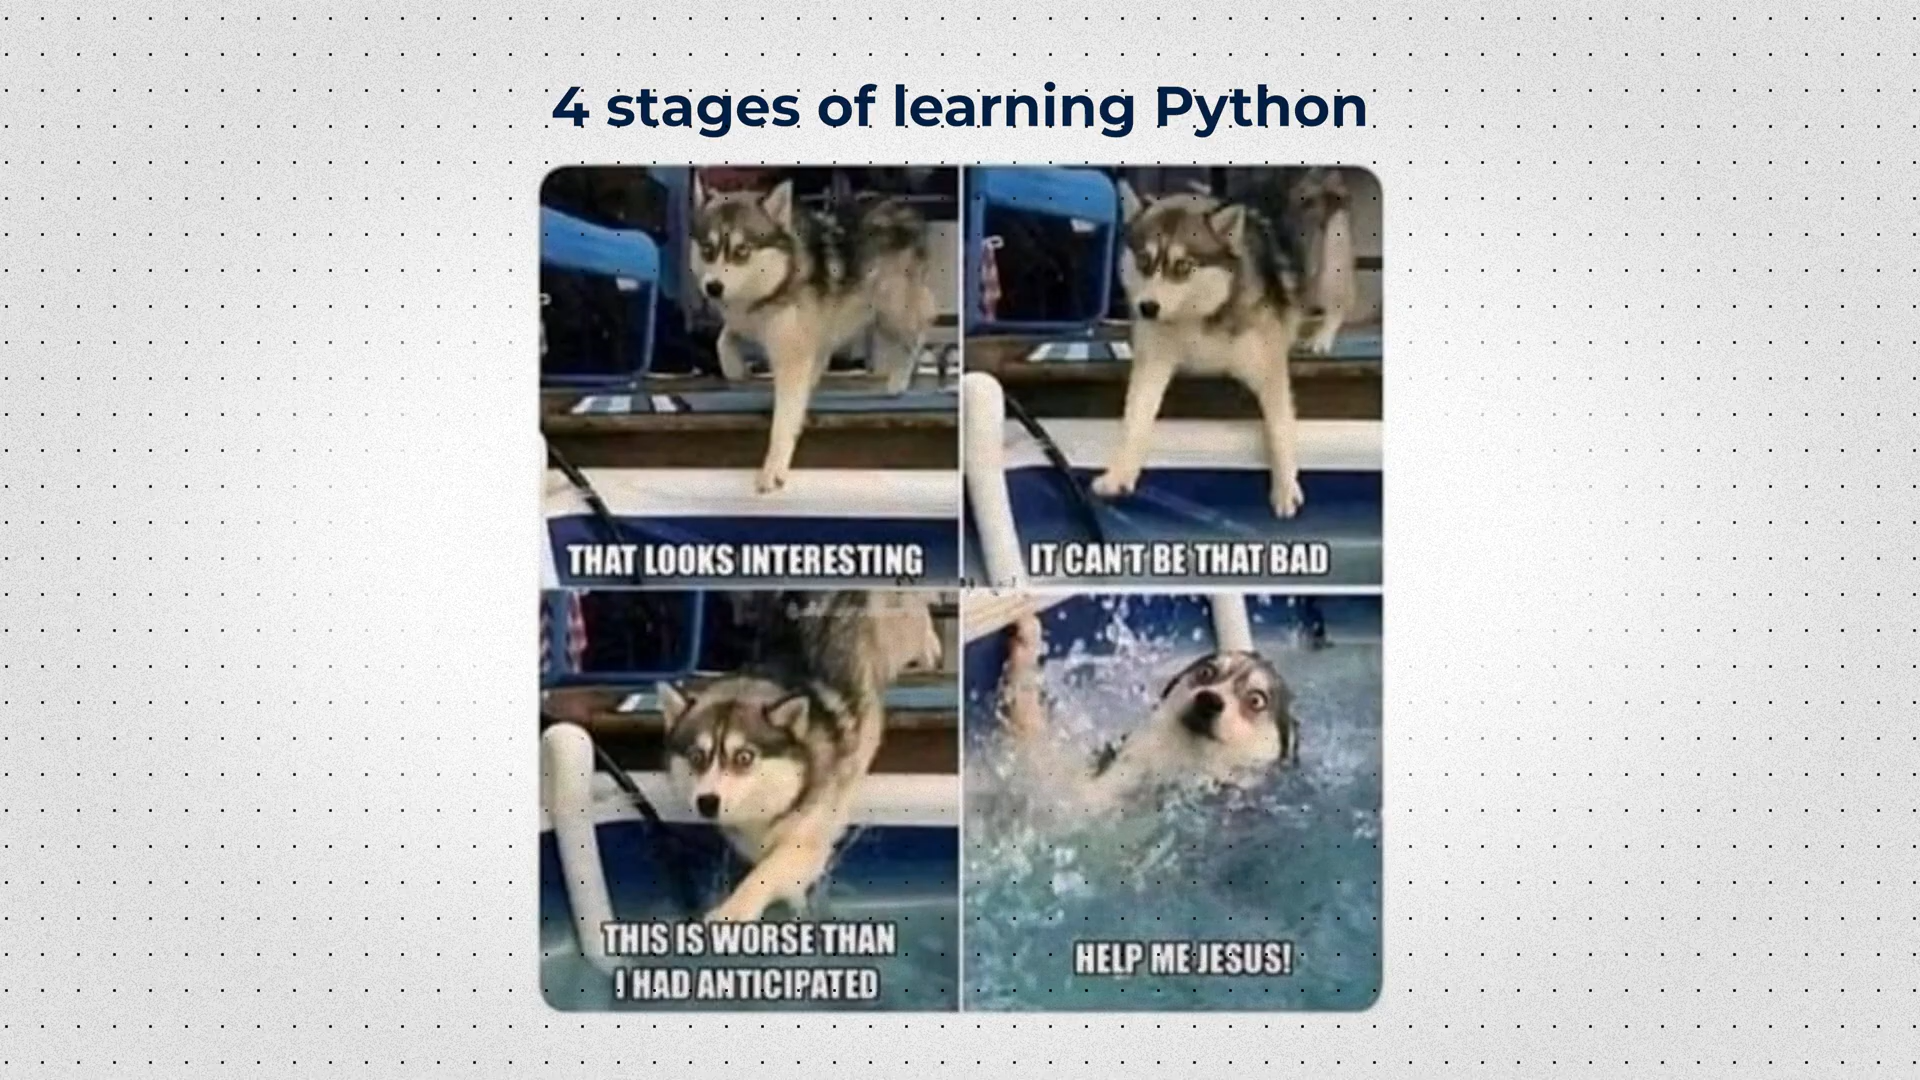 4 stages of learning Python
THAT LOOKS INTERESTING
IT CAN'T BE THAT BAD
THIS IS WORSE THAN
I HAD ANTICIPATED
HELP ME JESUS!